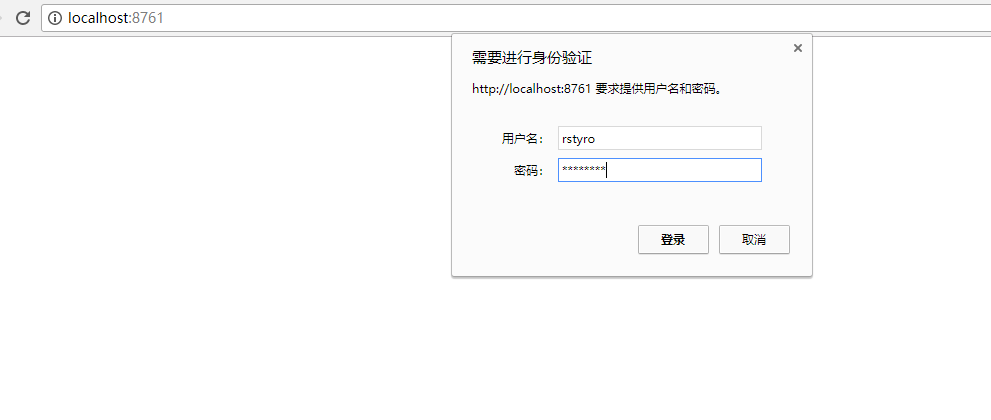 localhost:8761
需要进行身份验证
http://localhost:8761 要求提供用户名和密码。
用户名： rstyro
密码： ********
登录 取消